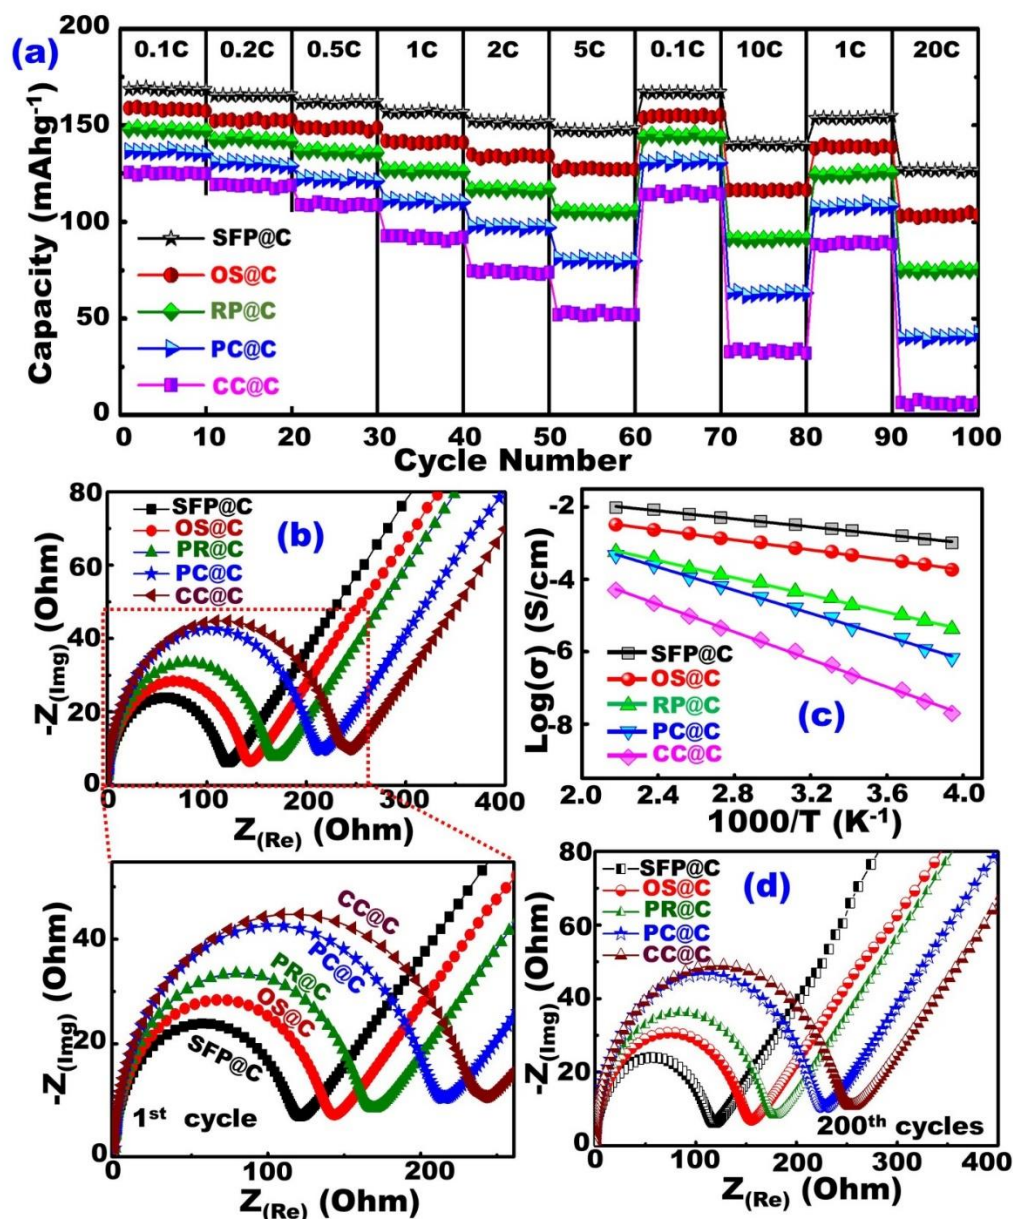 (a)
200
150
100
50
0
Capacity (mAhg⁻¹)
0.1C 0.2C 0.5C 1C 2C 5C 0.1C 10C 1C 20C
SFP@C
OS@C
RP@C
PC@C
CC@C
0 10 20 30 40 50 60 70 80 90 100
Cycle Number
(b)
80
60
40
20
0
-Z(Img) (Ohm)
SFP@C
OS@C
PR@C
PC@C
CC@C
0 100 200 300 400
Z(Re) (Ohm)
(c)
-2
-4
-6
-8
Log(σ) (S/cm)
SFP@C
OS@C
RP@C
PC@C
CC@C
2.0 2.4 2.8 3.2 3.6 4.0
1000/T (K⁻¹)
40
20
0
-Z(Img) (Ohm)
CC@C
PC@C
PR@C
OS@C
SFP@C
1st cycle
0 100 200
Z(Re) (Ohm)
(d)
80
60
40
20
0
-Z(Img) (Ohm)
SFP@C
OS@C
PR@C
PC@C
CC@C
200th cycles
0 100 200 300 400
Z(Re) (Ohm)